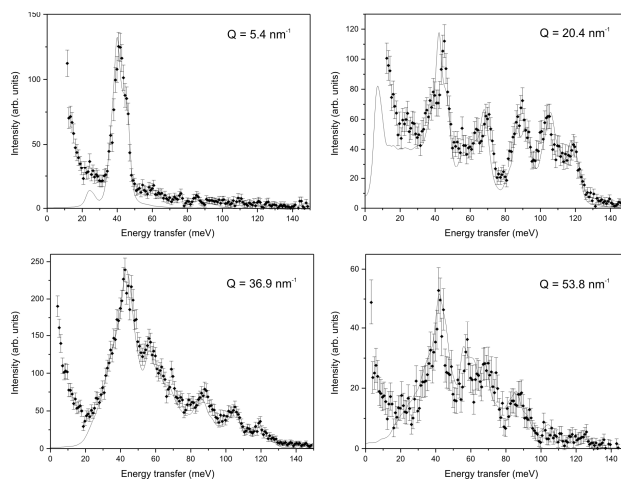 150
100
50
0
0 20 40 60 80 100 120 140
Intensity (arb. units)
Energy transfer (meV)
Q = 5.4 nm-1
120
100
80
60
40
20
0
0 20 40 60 80 100 120 140
Intensity (arb. units)
Energy transfer (meV)
Q = 20.4 nm-1
250
200
150
100
50
0
0 20 40 60 80 100 120 140
Intensity (arb. units)
Energy transfer (meV)
Q = 36.9 nm-1
60
40
20
0
0 20 40 60 80 100 120 140
Intensity (arb. units)
Energy transfer (meV)
Q = 53.8 nm-1